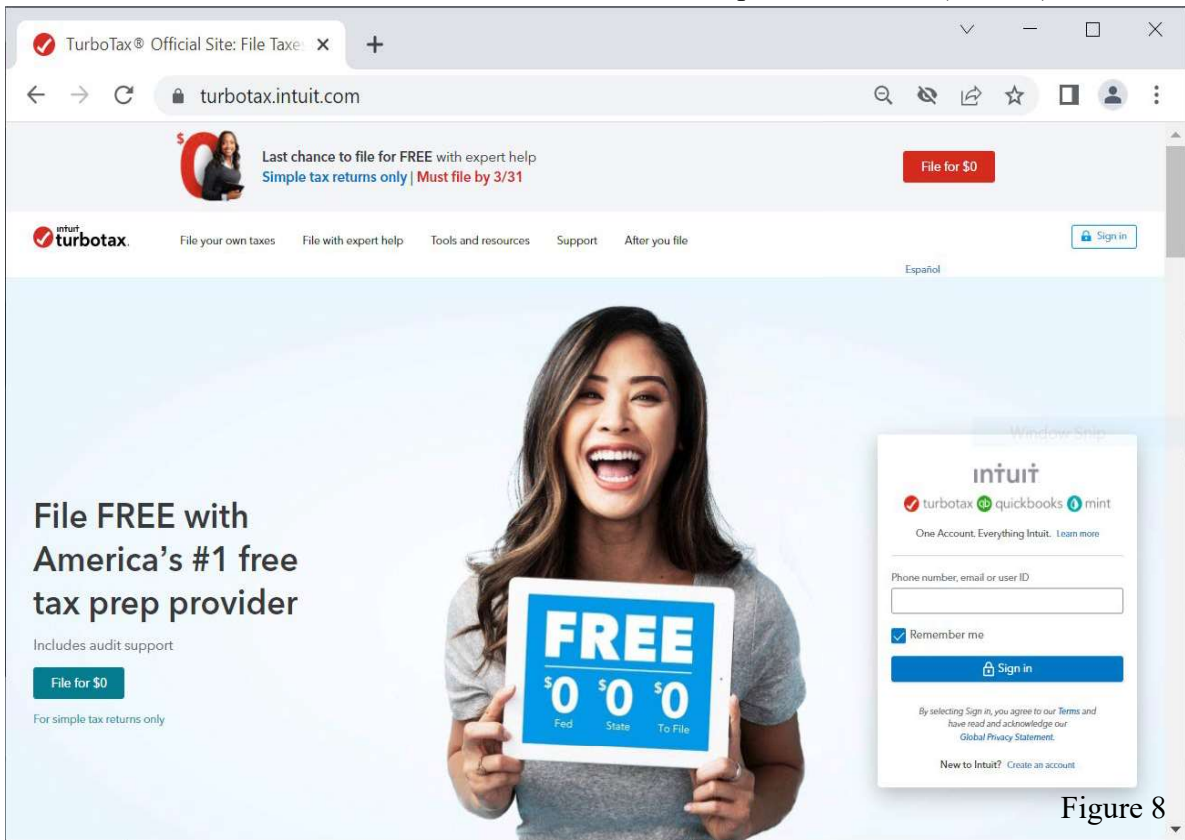 TurboTax® Official Site: File Taxe
turbotax.intuit.com
$0
Last chance to file for FREE with expert help
Simple tax returns only | Must file by 3/31
File for $0
intuit
turbotax.
File your own taxes File with expert help Tools and resources Support After you file
Sign in
Español
Window Snip
File FREE with
America's #1 free
tax prep provider
Includes audit support
File for $0
For simple tax returns only
FREE
$0 $0 $0
Fed State To File
intuit
turbotax qb quickbooks mint
One Account. Everything Intuit. Learn more
Phone number, email or user ID
Remember me
Sign in
By selecting Sign in, you agree to our Terms and
have read and acknowledge our
Global Privacy Statement.
New to Intuit? Create an account
Figure 8